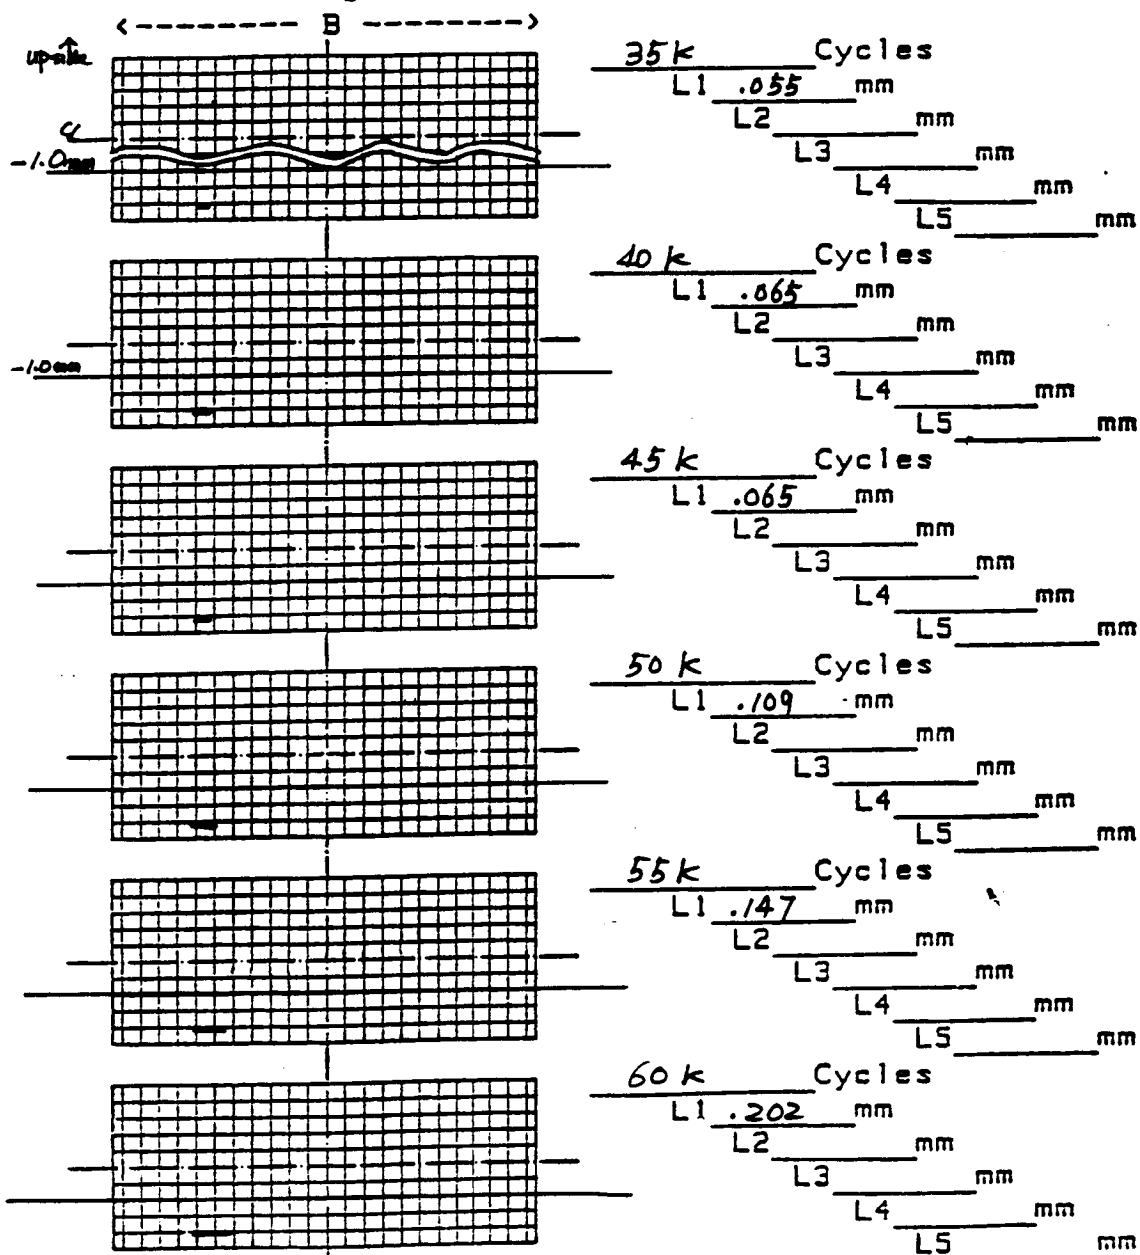 <- - - - - - - - B - - - - - - - ->
upside
35 k Cycles
L1 .055 mm
L2 mm
℄
-1.0mm
L3 mm
L4 mm
L5 mm
40 k Cycles
L1 .065 mm
L2 mm
-1.0mm
L3 mm
L4 mm
L5 mm
45 k Cycles
L1 .065 mm
L2 mm
L3 mm
L4 mm
L5 mm
50 k Cycles
L1 .109 mm
L2 mm
L3 mm
L4 mm
L5 mm
55 k Cycles
L1 .147 mm
L2 mm
L3 mm
L4 mm
L5 mm
60 k Cycles
L1 .202 mm
L2 mm
L3 mm
L4 mm
L5 mm